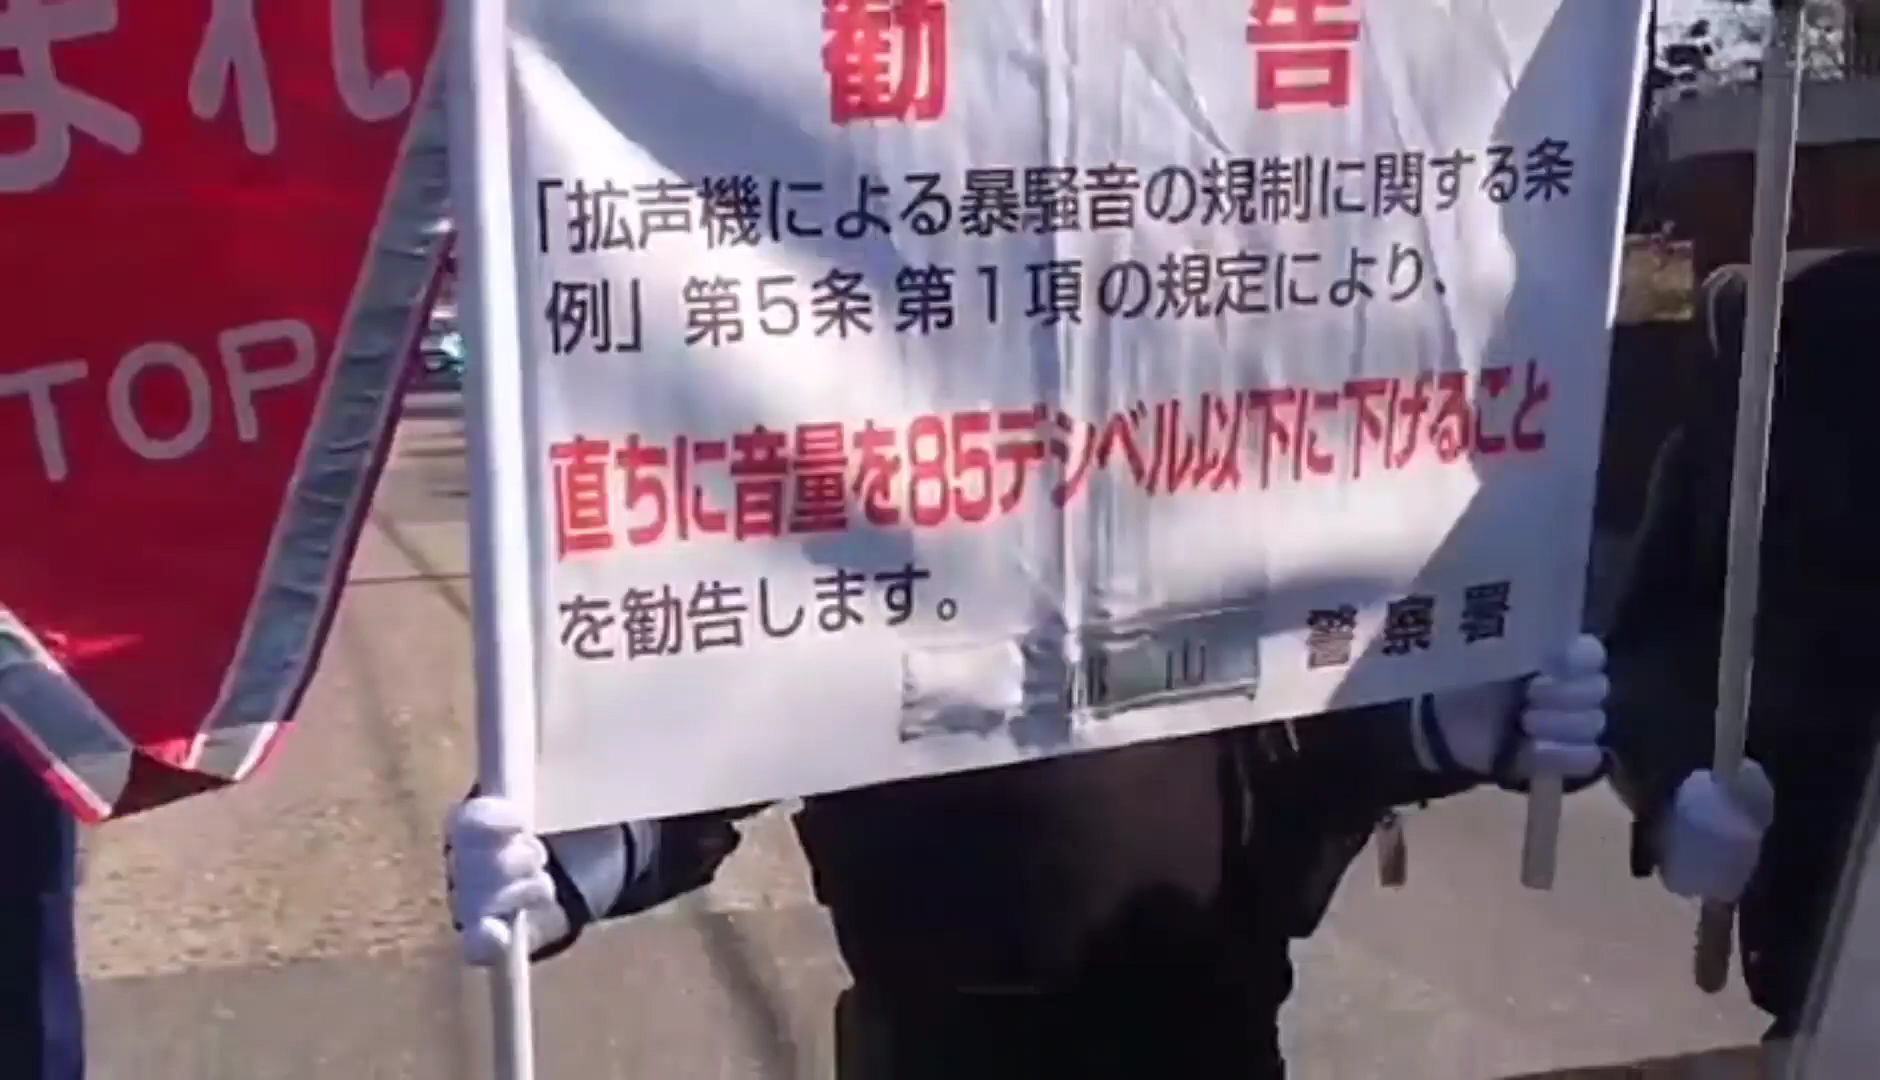 まれ
TOP
勧告
「拡声機による暴騒音の規制に関する条
例」第5条第1項の規定により、
直ちに音量を85デシベル以下に下げること
を勧告します。
山 警察署